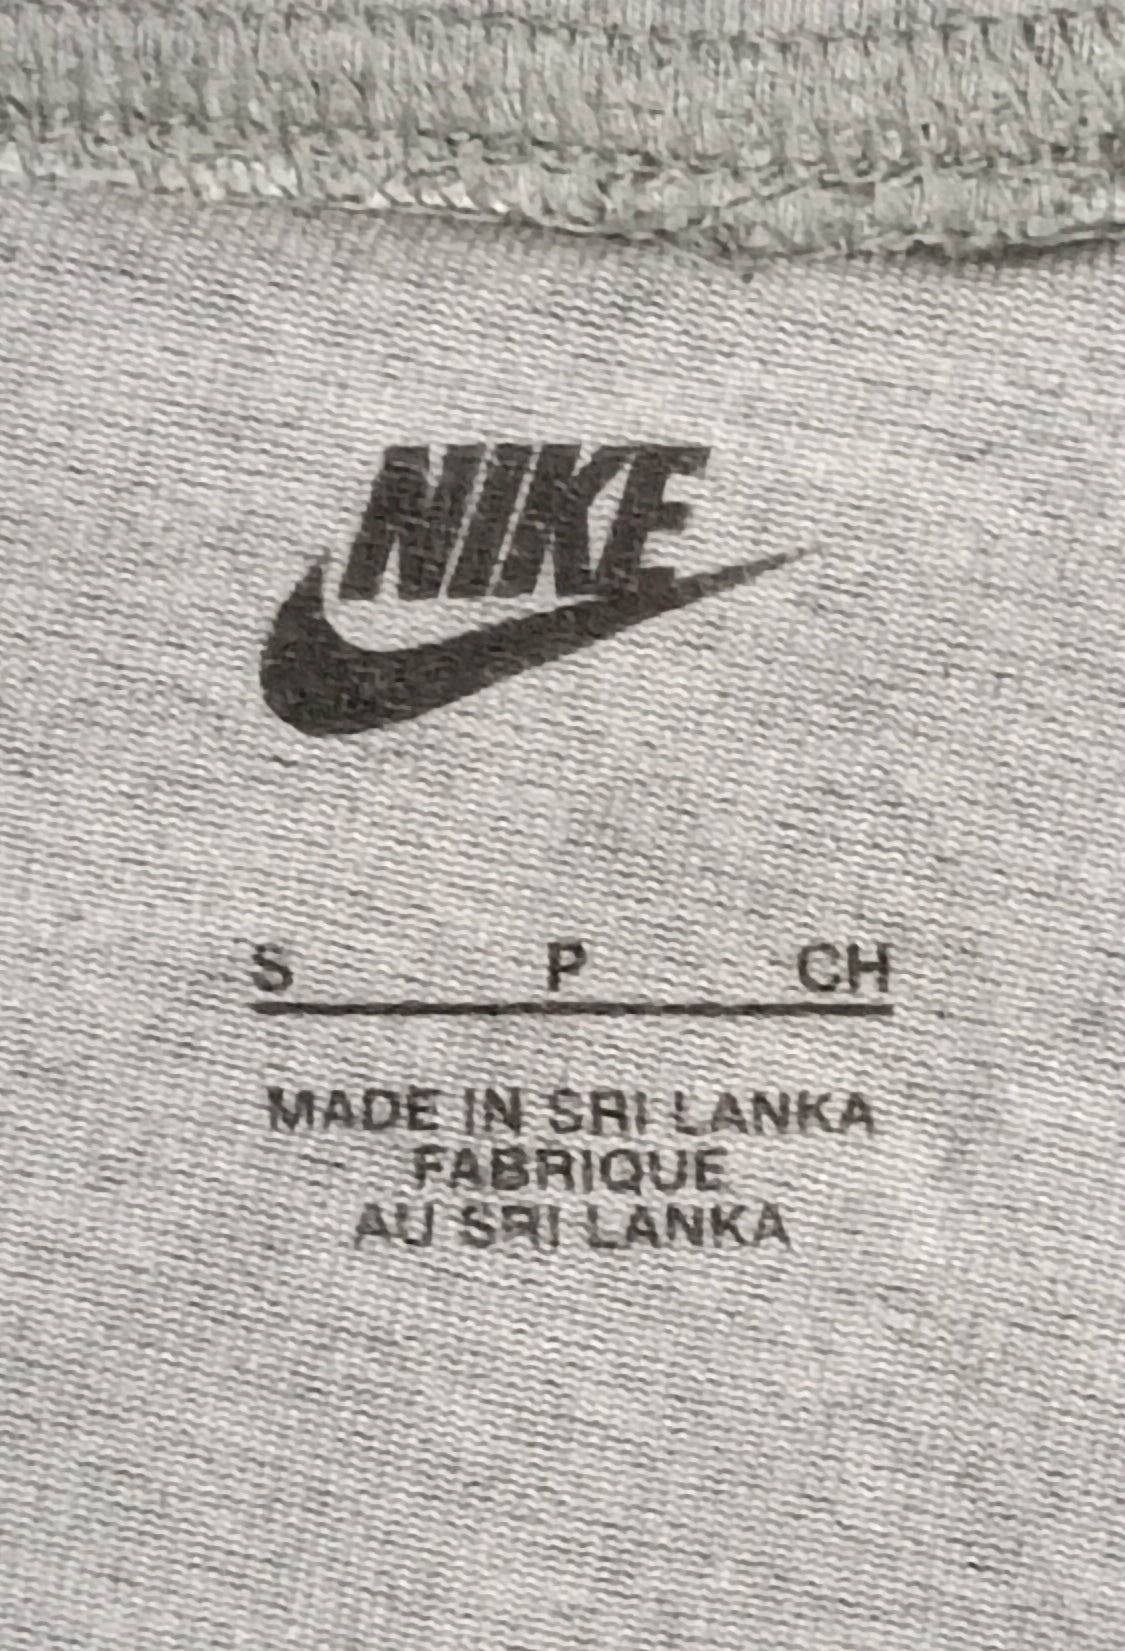 NIKE
S P CH
MADE IN SRI LANKA
FABRIQUE
AU SRI LANKA